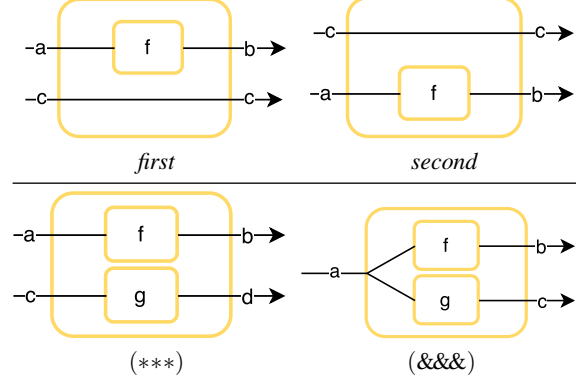 a f b
c c
first
c c
a f b
second
a f b
c g d
(***)
a f b
g c
(&&&)